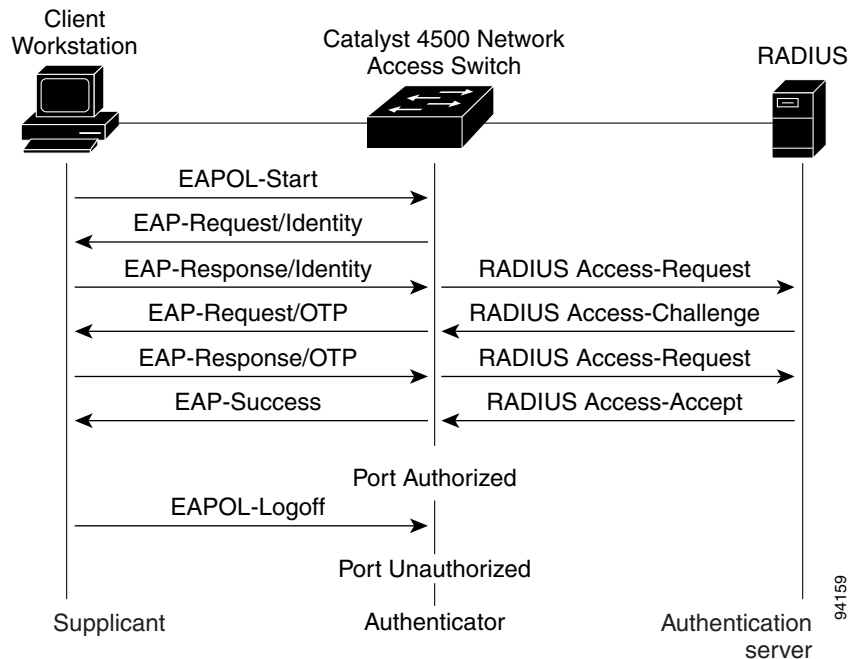 Client
Workstation
Catalyst 4500 Network
Access Switch
RADIUS
EAPOL-Start
EAP-Request/Identity
EAP-Response/Identity
RADIUS Access-Request
EAP-Request/OTP
RADIUS Access-Challenge
EAP-Response/OTP
RADIUS Access-Request
EAP-Success
RADIUS Access-Accept
Port Authorized
EAPOL-Logoff
Port Unauthorized
Supplicant
Authenticator
Authentication
server
94159